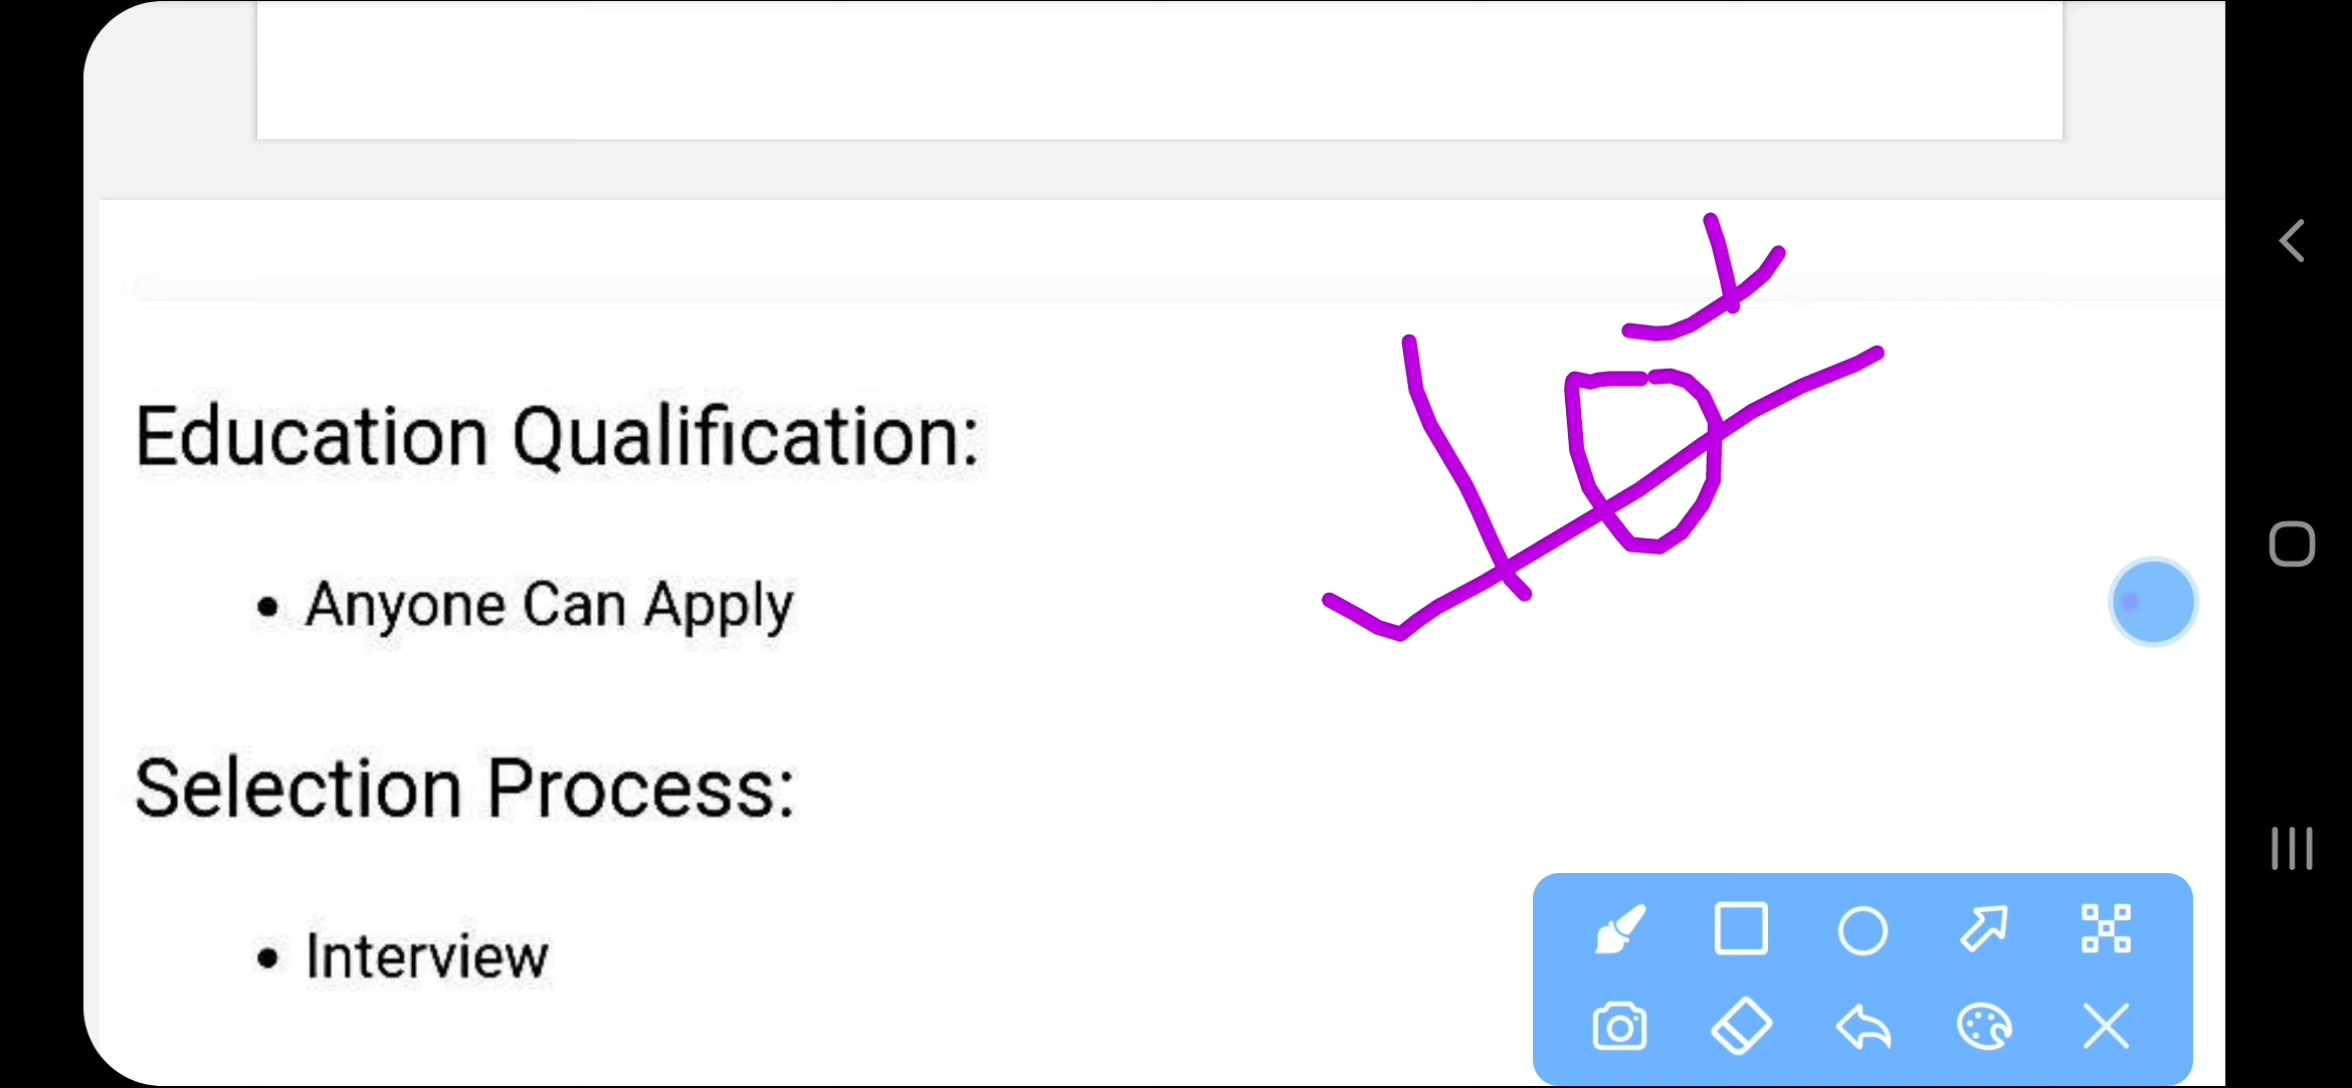 Education Qualification:
• Anyone Can Apply
Selection Process:
• Interview